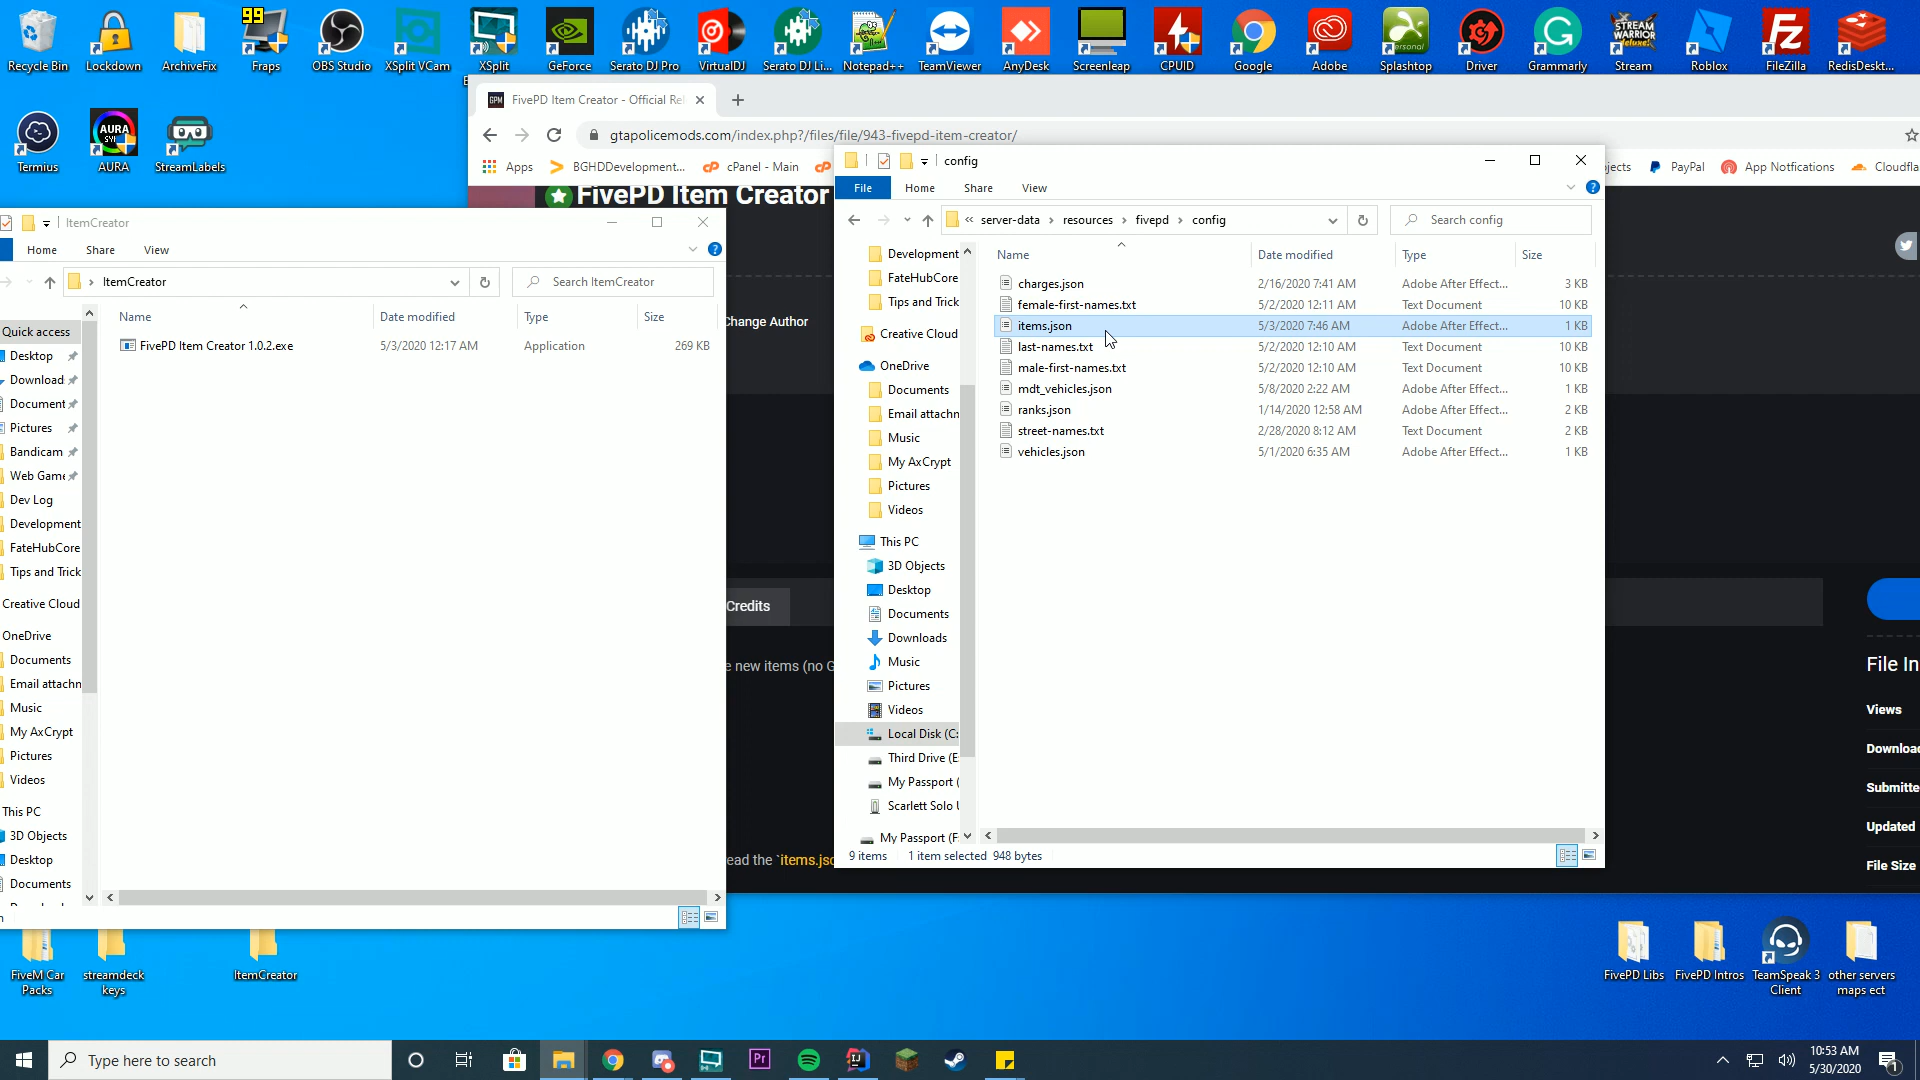 Recycle Bin
Lockdown
ArchiveFix
99
Fraps
OBS Studio
XSplit VCam
XSplit
GeForce
Serato DJ Pro
VirtualDJ
Serato DJ Li...
Notepad++
TeamViewer
AnyDesk
Screenleap
CPUID
Google
Adobe
Splashtop
Driver
Grammarly
Stream
Roblox
FileZilla
RedisDeskt...
Termius
AURA
StreamLabels
FivePD Item Creator - Official Rel
gtapolicemods.com/index.php?/files/file/943-fivepd-item-creator/
Apps
BGHDDevelopment...
cPanel - Main
PayPal
App Notfications
Cloudfla
FivePD Item Creator
Change Author
Credits
e new items (no G
ead the `items.jso
File In
Views
Downloa
Submitte
Updated
File Size
ItemCreator
Home
Share
View
ItemCreator
Search ItemCreator
Name
Date modified
Type
Size
FivePD Item Creator 1.0.2.exe
5/3/2020 12:17 AM
Application
269 KB
Quick access
Desktop
Download
Document
Pictures
Bandicam
Web Game
Dev Log
Development
FateHubCore
Tips and Trick
Creative Cloud
OneDrive
Documents
Email attachn
Music
My AxCrypt
Pictures
Videos
This PC
3D Objects
Desktop
Documents
config
File
Home
Share
View
« server-data > resources > fivepd > config
Search config
Name
Date modified
Type
Size
charges.json 2/16/2020 7:41 AM Adobe After Effect... 3 KB
female-first-names.txt 5/2/2020 12:11 AM Text Document 10 KB
items.json 5/3/2020 7:46 AM Adobe After Effect... 1 KB
last-names.txt 5/2/2020 12:10 AM Text Document 10 KB
male-first-names.txt 5/2/2020 12:10 AM Text Document 10 KB
mdt_vehicles.json 5/8/2020 2:22 AM Adobe After Effect... 1 KB
ranks.json 1/14/2020 12:58 AM Adobe After Effect... 2 KB
street-names.txt 2/28/2020 8:12 AM Text Document 2 KB
vehicles.json 5/1/2020 6:35 AM Adobe After Effect... 1 KB
Development
FateHubCore
Tips and Trick
Creative Cloud
OneDrive
Documents
Email attachn
Music
My AxCrypt
Pictures
Videos
This PC
3D Objects
Desktop
Documents
Downloads
Music
Pictures
Videos
Local Disk (C:
Third Drive (E
My Passport (
Scarlett Solo U
My Passport (F
9 items
1 item selected 948 bytes
FiveM Car Packs
streamdeck keys
ItemCreator
FivePD Libs
FivePD Intros
TeamSpeak 3 Client
other servers maps ect
Type here to search
10:53 AM
5/30/2020
1